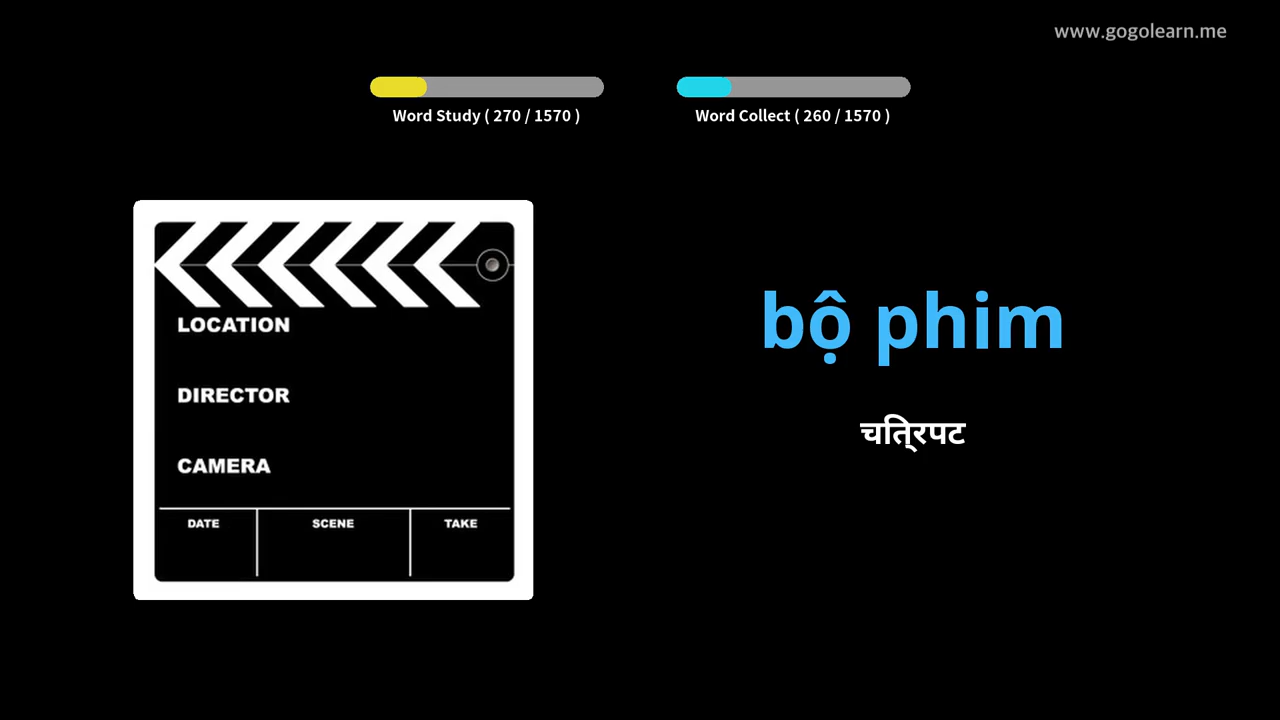 www.gogolearn.me
Word Study ( 270 / 1570 )
Word Collect ( 260 / 1570 )
LOCATION
DIRECTOR
CAMERA
DATE
SCENE
TAKE
bộ phim
चित्रपट